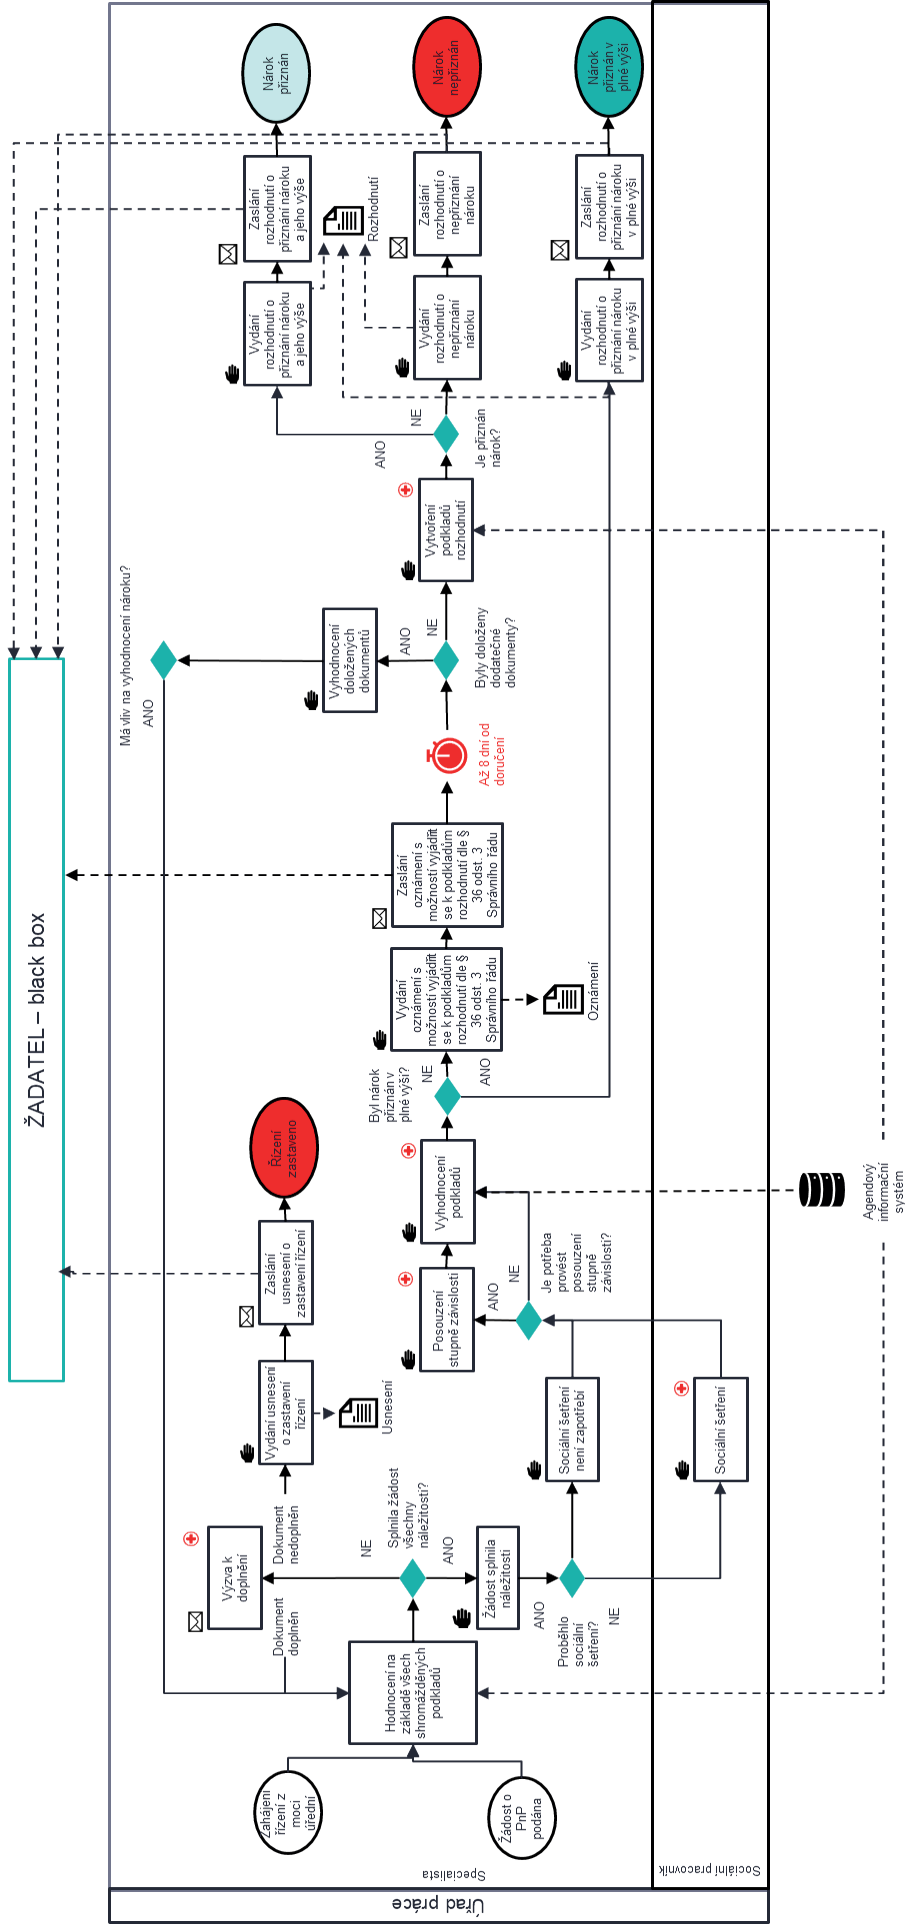 ŽADATEL – black box
Úřad práce
Specialista
Sociální pracovník
Zahájení
řízení z
moci
úřední
Žádost o
PnP
podána
Hodnocení na
základě všech
shromážděných
podkladů
Dokument
doplněn
Dokument
nedoplněn
Výzva k
doplnění
NE
Splnila žádost
všechny
náležitosti?
ANO
Žádost splnila
náležitosti
Proběhlo
sociální
šetření?
ANO
NE
Vydání usnesení
o zastavení
řízení
Usnesení
Zaslání
usnesení o
zastavení řízení
Řízení
zastaveno
Sociální šetření
není zapotřebí
Sociální šetření
Je potřeba
provést
posouzení
stupně
závislosti?
ANO
NE
Posouzení
stupně závislosti
Vyhodnocení
podkladů
Agendový
informační
systém
Byl nárok
přiznán v
plné výši?
NE
ANO
Vydání
oznámení s
možností vyjádřit
se k podkladům
rozhodnutí dle §
36 odst. 3
Správního řádu
Oznámení
Zaslání
oznámení s
možností vyjádřit
se k podkladům
rozhodnutí dle §
36 odst. 3
Správního řádu
Až 8 dní od
doručení
Byly doloženy
dodatečné
dokumenty?
ANO
NE
Vyhodnocení
doložených
dokumentů
Má vliv na vyhodnocení nároku?
ANO
Vytvoření
podkladů
rozhodnutí
Je přiznán
nárok?
ANO
NE
Vydání
rozhodnutí o
přiznání nároku
a jeho výše
Zaslání
rozhodnutí o
přiznání nároku
a jeho výše
Nárok
přiznán
Rozhodnutí
Vydání
rozhodnutí o
nepřiznání
nároku
Zaslání
rozhodnutí o
nepřiznání
nároku
Nárok
nepřiznán
Vydání
rozhodnutí o
přiznání nároku
v plné výši
Zaslání
rozhodnutí o
přiznání nároku
v plné výši
Nárok
přiznán v
plné výši